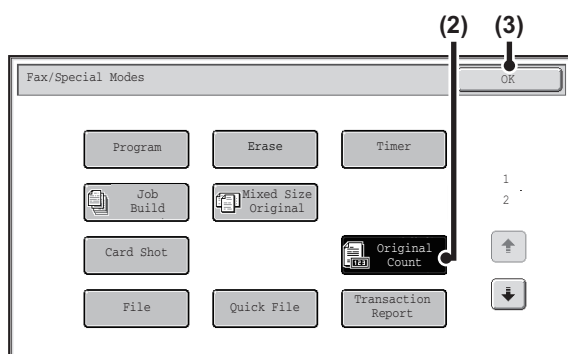 (2) (3)
Fax/Special Modes
OK
Program
Erase
Timer
Job
Build
Mixed Size
Original
1
2
Card Shot
123
Original
Count
File
Quick File
Transaction
Report